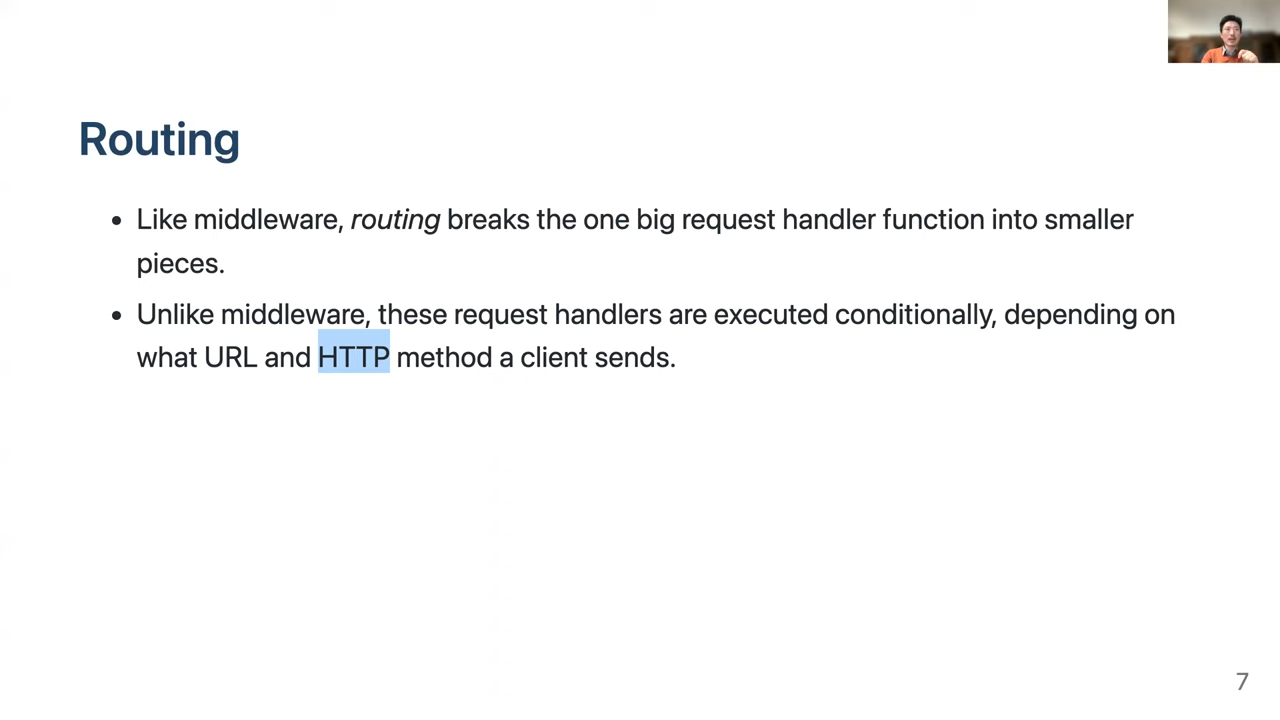 Routing
• Like middleware, routing breaks the one big request handler function into smaller
pieces.
• Unlike middleware, these request handlers are executed conditionally, depending on
what URL and HTTP method a client sends.
7